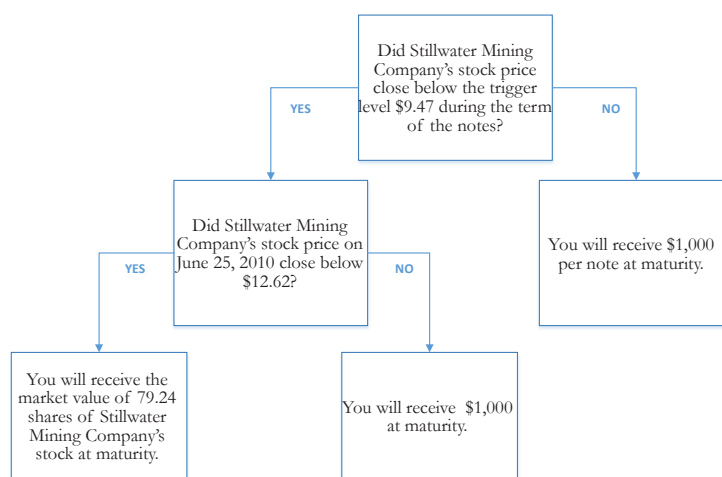 Did Stillwater Mining
Company's stock price
close below the trigger
level $9.47 during the term
of the notes?
YES
NO
Did Stillwater Mining
Company's stock price on
June 25, 2010 close below
$12.62?
You will receive $1,000
per note at maturity.
YES
NO
You will receive the
market value of 79.24
shares of Stillwater
Mining Company's
stock at maturity.
You will receive $1,000
at maturity.